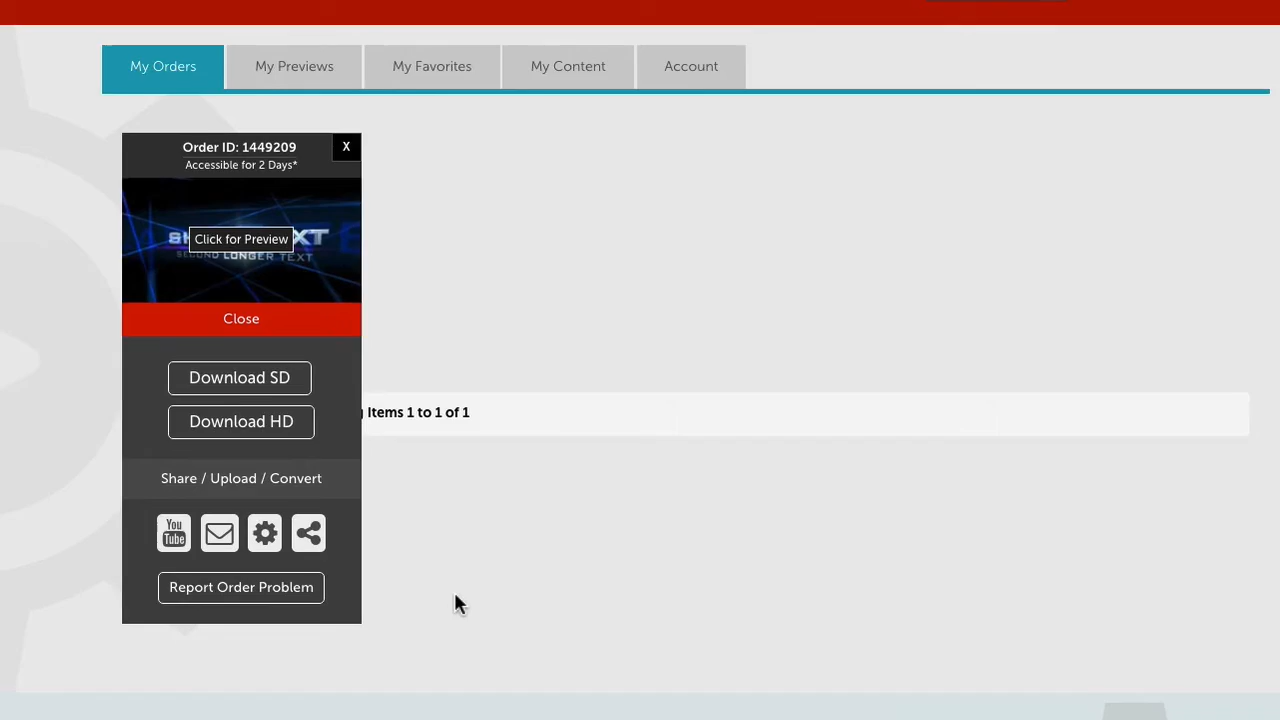 My Orders
My Previews
My Favorites
My Content
Account
Order ID: 1449209
X
Accessible for 2 Days*
Click for Preview
SECOND LONGER TEXT
Close
Download SD
Download HD
Items 1 to 1 of 1
Share / Upload / Convert
You
Tube
Report Order Problem